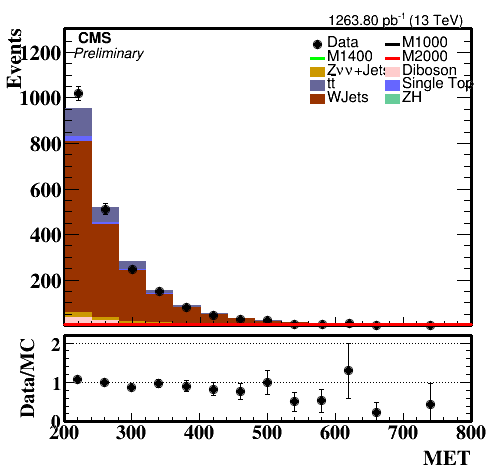 1263.80 pb⁻¹ (13 TeV)
CMS
Preliminary
Data
M1000
M1400
M2000
Zνν+Jets
Diboson
tt
Single Top
WJets
ZH
Events
1200
1000
800
600
400
200
Data/MC
2
1
0
200 300 400 500 600 700 800
MET